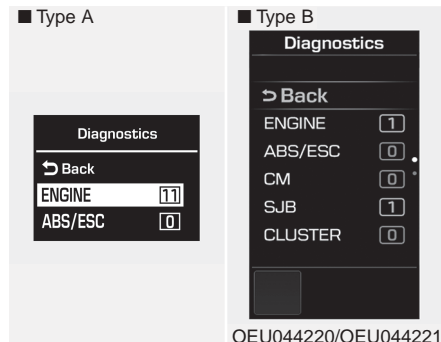 ■ Type A
Diagnostics
Back
ENGINE 11
ABS/ESC 0
■ Type B
Diagnostics
Back
ENGINE 1
ABS/ESC 0
CM 0
SJB 1
CLUSTER 0
OEU044220/OEU044221